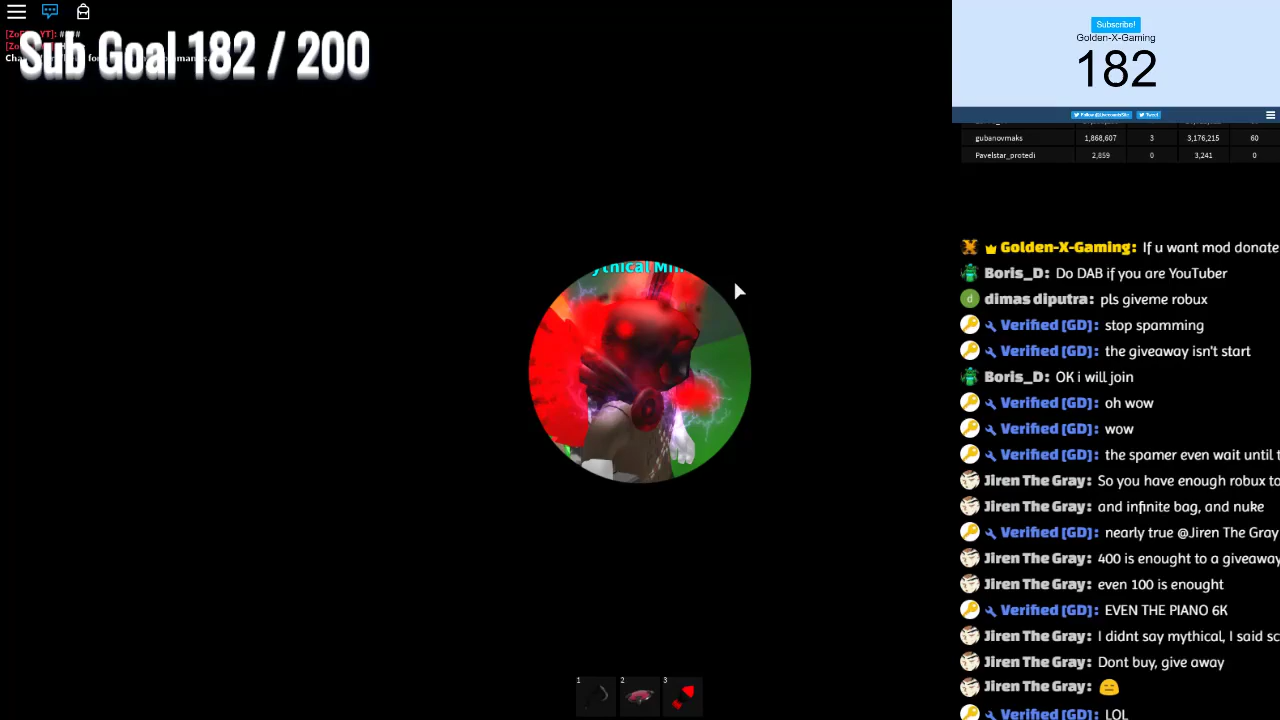 Sub Goal 182 / 200
Subscribe!
Golden-X-Gaming
182
Tweet
gubanovmaks 1,868,607 3 3,176,215 60
Pavelstar_protedi 2,859 0 3,241 0
Golden-X-Gaming: If u want mod donate
Boris_D: Do DAB if you are YouTuber
d dimas diputra: pls giveme robux
Verified [GD]: stop spamming
Verified [GD]: the giveaway isn't start
Boris_D: OK i will join
Verified [GD]: oh wow
Verified [GD]: wow
Verified [GD]: the spamer even wait until t
Jiren The Gray: So you have enough robux to
Jiren The Gray: and infinite bag, and nuke
Verified [GD]: nearly true @Jiren The Gray
Jiren The Gray: 400 is enought to a giveaway
Jiren The Gray: even 100 is enought
Verified [GD]: EVEN THE PIANO 6K
Jiren The Gray: I didnt say mythical, I said sc
Jiren The Gray: Dont buy, give away
Jiren The Gray: 😑
Verified [GD]: LOL
ythical Min
1 2 3